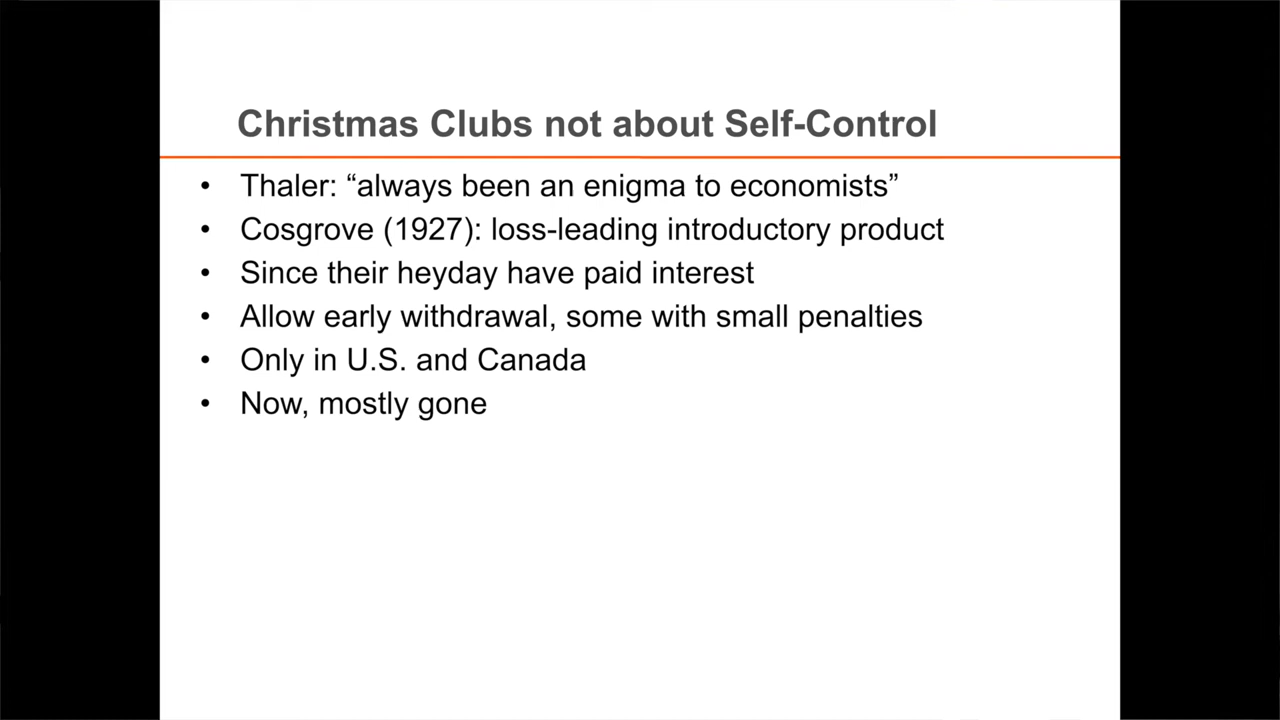 Christmas Clubs not about Self-Control
• Thaler: “always been an enigma to economists”
• Cosgrove (1927): loss-leading introductory product
• Since their heyday have paid interest
• Allow early withdrawal, some with small penalties
• Only in U.S. and Canada
• Now, mostly gone